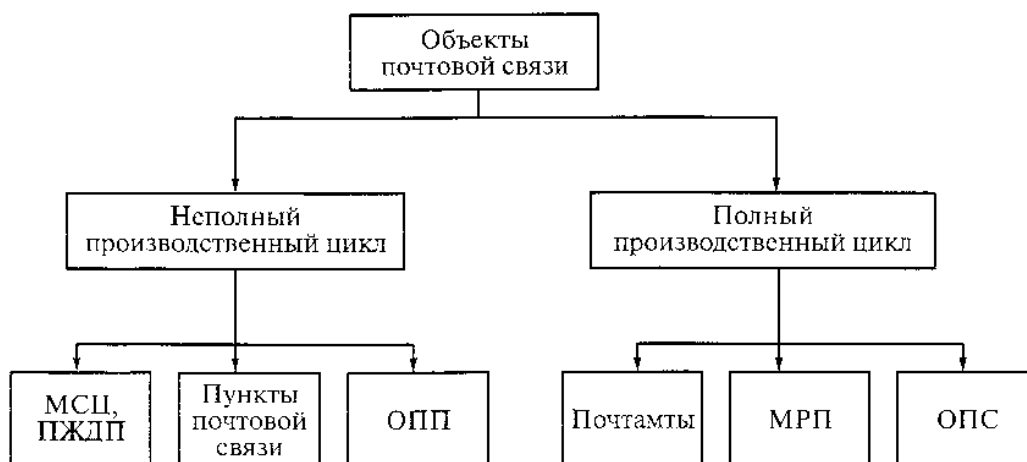 Объекты
почтовой связи
Неполный
производственный цикл
Полный
производственный цикл
МСЦ,
ПЖДП
Пункты
почтовой
связи
ОПП
Почтамты
МРП
ОПС